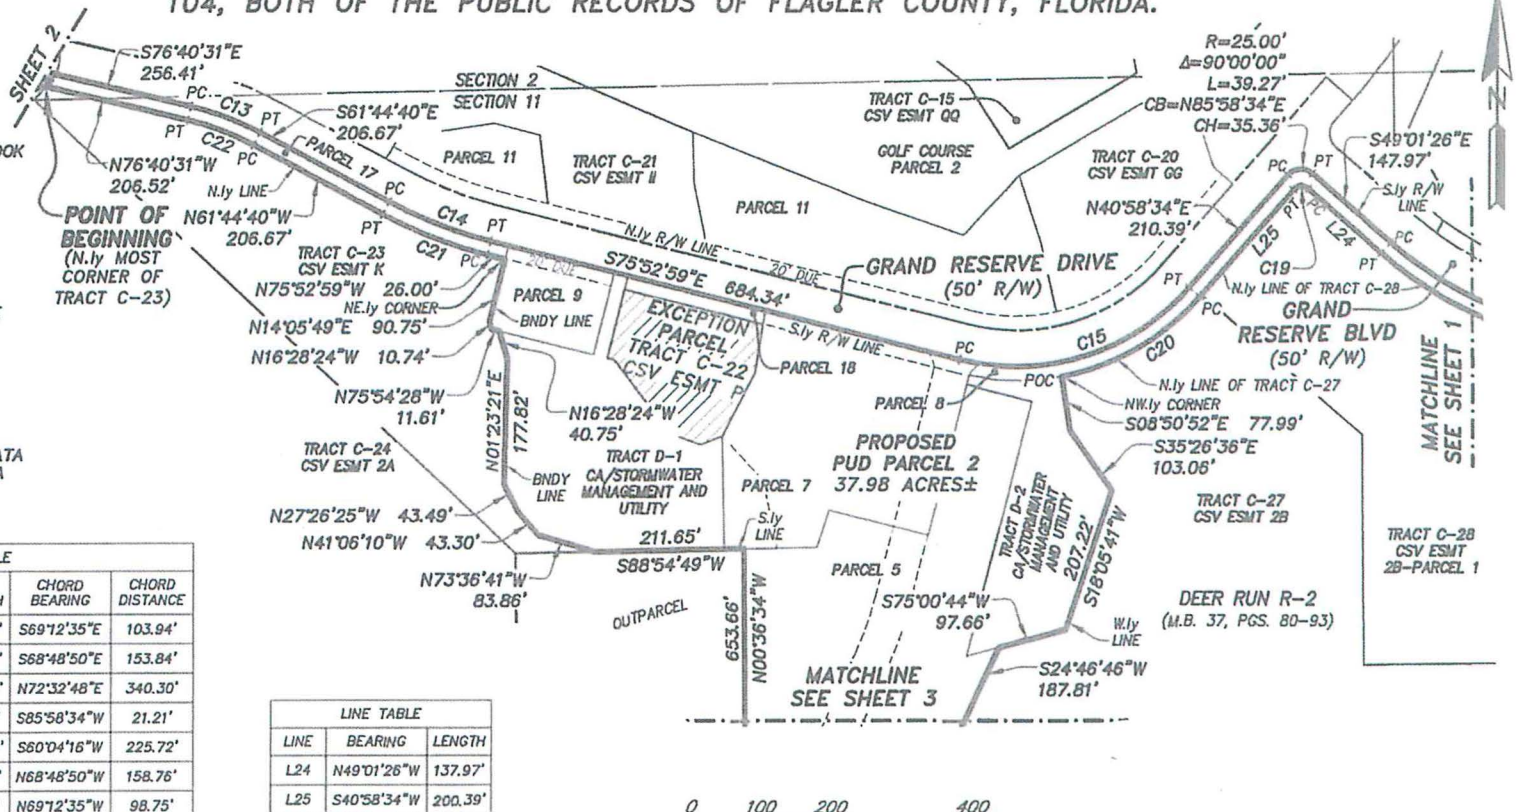 104, BOTH OF THE PUBLIC RECORDS OF FLAGLER COUNTY, FLORIDA.
SHEET 2
S76°40'31"E
256.41'
SECTION 2
SECTION 11
PC
C13
PT
S61°44'40"E
206.67'
PT
C22
PC
PARCEL 17
N76°40'31"W
206.52'
N.ly LINE
POINT OF
BEGINNING
(N.ly MOST
CORNER OF
TRACT C-23)
N61°44'40"W
206.67'
PC
C14
PT
PT
C21
PC
PARCEL 11
TRACT C-21
CSV ESMT II
PARCEL 11
TRACT C-15
CSV ESMT QQ
GOLF COURSE
PARCEL 2
TRACT C-20
CSV ESMT GG
R=25.00'
Δ=90°00'00"
L=39.27'
CB=N85°58'34"E
CH=35.36'
S49°01'26"E
147.97'
PC
PT
S.ly R/W
LINE
N
N40°58'34"E
210.39'
L25
PT
PC
L24
PC
PT
C19
N.ly LINE OF TRACT C-28
GRAND
RESERVE BLVD
(50' R/W)
MATCHLINE
SEE SHEET 1
TRACT C-23
CSV ESMT K
N75°52'59"W 26.00'
NE.ly CORNER
N14°05'49"E 90.75'
N16°28'24"W 10.74'
N75°54'28"W
11.61'
20' DUE
PARCEL 9
BNDY LINE
N.ly R/W LINE
S75°52'59"E
684.34'
20' DUE
GRAND RESERVE DRIVE
(50' R/W)
S.ly R/W LINE
EXCEPTION
PARCEL
TRACT C-22
CSV ESMT P
PARCEL 18
PC
C15
PT
PC
C20
POC
N.ly LINE OF TRACT C-27
NW.ly CORNER
S08°50'52"E 77.99'
S35°26'36"E
103.06'
PARCEL 8
N16°28'24"W
40.75'
N01°23'21"E
177.82'
TRACT C-24
CSV ESMT 2A
BNDY
LINE
TRACT D-1
CA/STORMWATER
MANAGEMENT AND
UTILITY
PROPOSED
PUD PARCEL 2
37.98 ACRES±
PARCEL 7
S.ly
LINE
TRACT D-2
CA/STORMWATER
MANAGEMENT
AND UTILITY
207.22'
S18°05'41"W
TRACT C-27
CSV ESMT 2B
TRACT C-28
CSV ESMT
2B-PARCEL 1
N27°26'25"W 43.49'
N41°06'10"W 43.30'
N73°36'41"W
83.86'
211.65'
S88°54'49"W
OUTPARCEL
653.66'
N00°36'34"W
PARCEL 5
S75°00'44"W
97.66'
W.ly
LINE
DEER RUN R-2
(M.B. 37, PGS. 80-93)
S24°46'46"W
187.81'
MATCHLINE
SEE SHEET 3
CHORD BEARING CHORD DISTANCE
S69°12'35"E 103.94'
S68°48'50"E 153.84'
N72°32'48"E 340.30'
S85°58'34"W 21.21'
S60°04'16"W 225.72'
N68°48'50"W 158.76'
N69°12'35"W 98.75'
LINE TABLE
LINE BEARING LENGTH
L24 N49°01'26"W 137.97'
L25 S40°58'34"W 200.39'
0 100 200 400